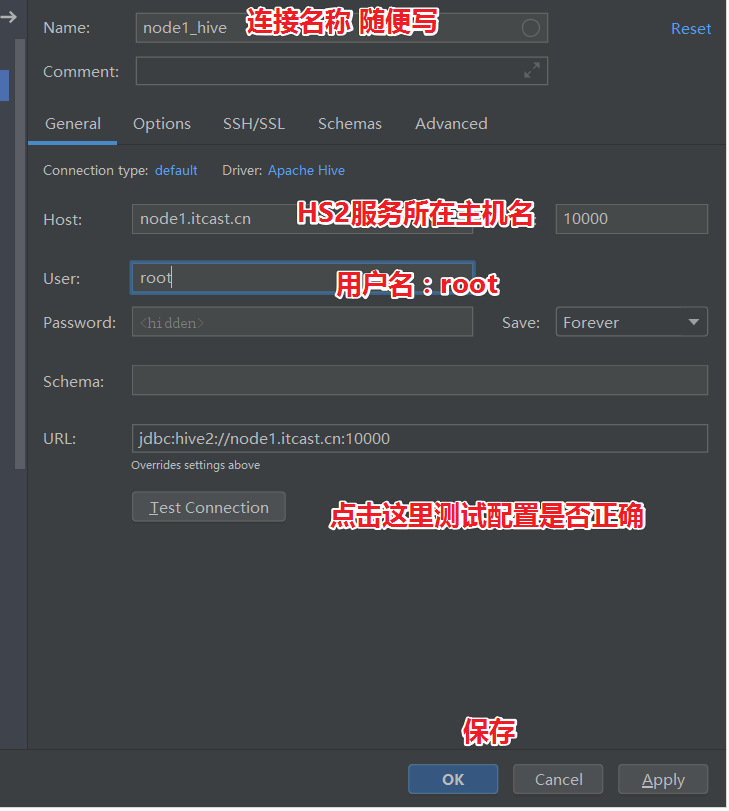 Name: node1_hive 连接名称 随便写 Reset
Comment:
General Options SSH/SSL Schemas Advanced
Connection type: default Driver: Apache Hive
Host: node1.itcast.cn HS2服务所在主机名 10000
User: root 用户名：root
Password: <hidden> Save: Forever
Schema:
URL: jdbc:hive2://node1.itcast.cn:10000
Overrides settings above
Test Connection 点击这里测试配置是否正确
保存
OK Cancel Apply